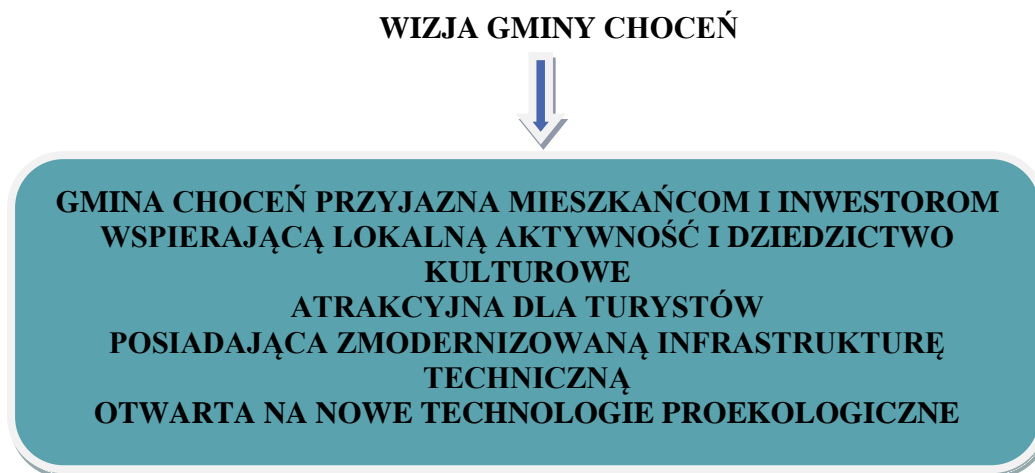 WIZJA GMINY CHOCEŃ
GMINA CHOCEŃ PRZYJAZNA MIESZKAŃCOM I INWESTOROM
WSPIERAJĄCĄ LOKALNĄ AKTYWNOŚĆ I DZIEDZICTWO
KULTUROWE
ATRAKCYJNA DLA TURYSTÓW
POSIADAJĄCA ZMODERNIZOWANĄ INFRASTRUKTURĘ
TECHNICZNĄ
OTWARTA NA NOWE TECHNOLOGIE PROEKOLOGICZNE